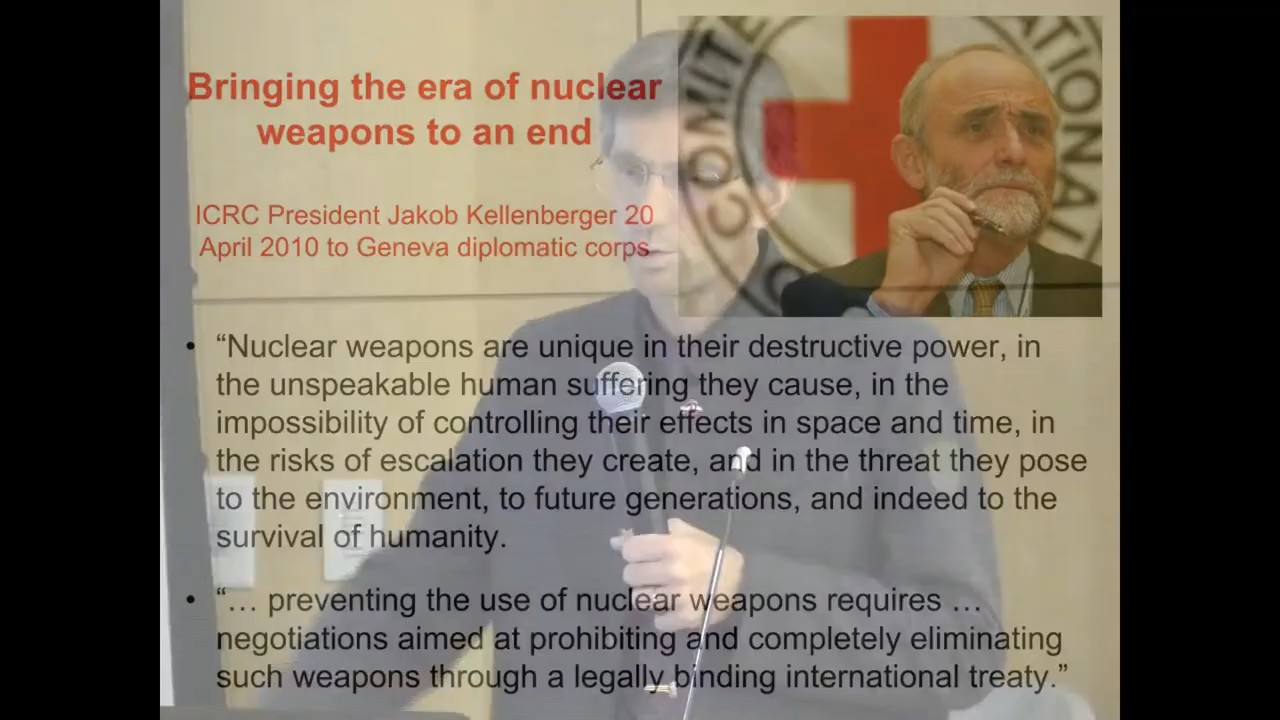 Bringing the era of nuclear
weapons to an end
ICRC President Jakob Kellenberger 20
April 2010 to Geneva diplomatic corps
COMITE
ATIONAL
• “Nuclear weapons are unique in their destructive power, in
the unspeakable human suffering they cause, in the
impossibility of controlling their effects in space and time, in
the risks of escalation they create, and in the threat they pose
to the environment, to future generations, and indeed to the
survival of humanity.
• “… preventing the use of nuclear weapons requires …
negotiations aimed at prohibiting and completely eliminating
such weapons through a legally binding international treaty.”